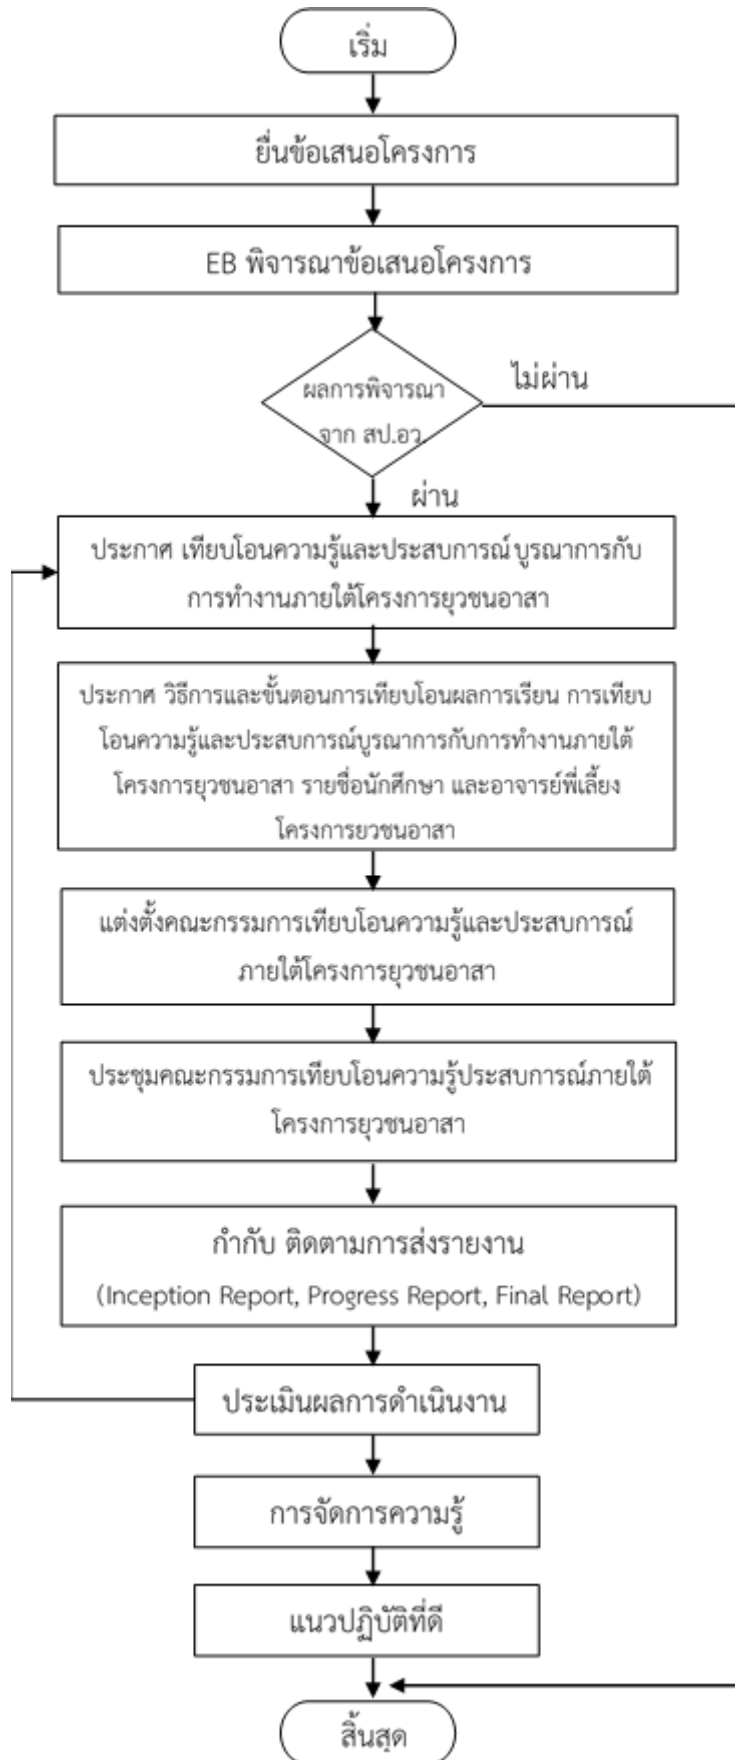 เริ่ม
ยื่นข้อเสนอโครงการ
EB พิจารณาข้อเสนอโครงการ
ผลการพิจารณา
จาก สป.อว.
ไม่ผ่าน
ผ่าน
ประกาศ เทียบโอนความรู้และประสบการณ์ บูรณาการกับ
การทำงานภายใต้โครงการยุวชนอาสา
ประกาศ วิธีการและขั้นตอนการเทียบโอนผลการเรียน การเทียบ
โอนความรู้และประสบการณ์บูรณาการกับการทำงานภายใต้
โครงการยุวชนอาสา รายชื่อนักศึกษา และอาจารย์พี่เลี้ยง
โครงการยวชนอาสา
แต่งตั้งคณะกรรมการเทียบโอนความรู้และประสบการณ์
ภายใต้โครงการยุวชนอาสา
ประชุมคณะกรรมการเทียบโอนความรู้ประสบการณ์ภายใต้
โครงการยุวชนอาสา
กำกับ ติดตามการส่งรายงาน
(Inception Report, Progress Report, Final Report)
ประเมินผลการดำเนินงาน
การจัดการความรู้
แนวปฏิบัติที่ดี
สิ้นสุด